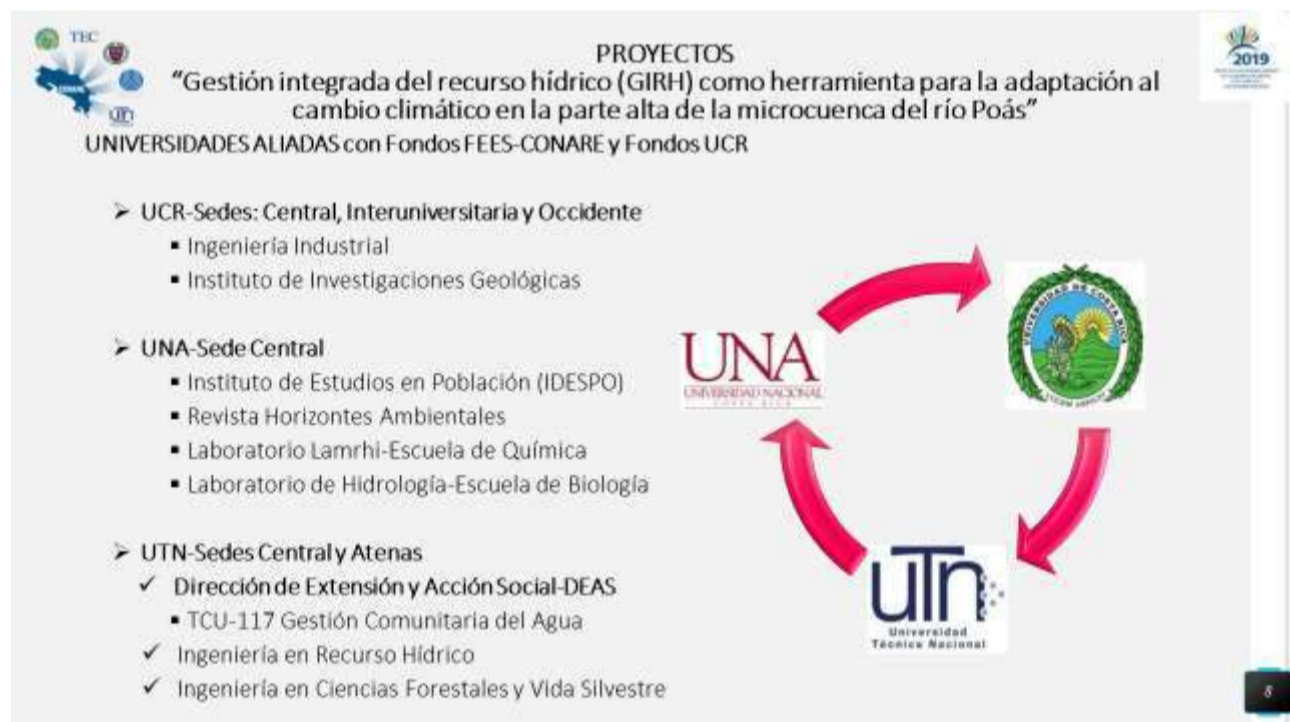 TEC
CONARE
UTN
PROYECTOS
“Gestión integrada del recurso hídrico (GIRH) como herramienta para la adaptación al
cambio climático en la parte alta de la microcuenca del río Poás”
2019
UNIVERSIDADES ALIADAS con Fondos FEES-CONARE y Fondos UCR
➢ UCR-Sedes: Central, Interuniversitaria y Occidente
▪ Ingeniería Industrial
▪ Instituto de Investigaciones Geológicas
➢ UNA-Sede Central
▪ Instituto de Estudios en Población (IDESPO)
▪ Revista Horizontes Ambientales
▪ Laboratorio Lamrhi-Escuela de Química
▪ Laboratorio de Hidrología-Escuela de Biología
➢ UTN-Sedes Central y Atenas
✓ Dirección de Extensión y Acción Social-DEAS
▪ TCU-117 Gestión Comunitaria del Agua
✓ Ingeniería en Recurso Hídrico
✓ Ingeniería en Ciencias Forestales y Vida Silvestre
UNA
UNIVERSIDAD NACIONAL
COSTA RICA
UNIVERSIDAD DE COSTA RICA
UTN
Universidad
Técnica Nacional
8